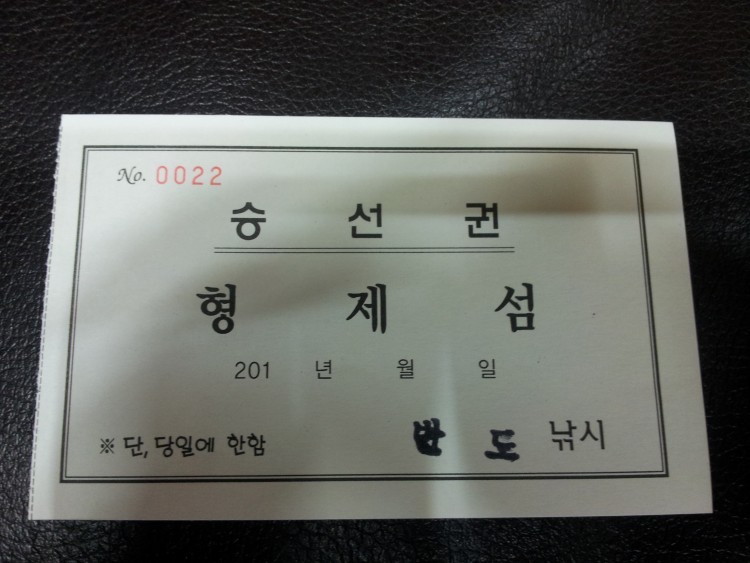 No. 0022
승 선 권
형 제 섬
201 년 월 일
※ 단, 당일에 한함
반 도 낚시